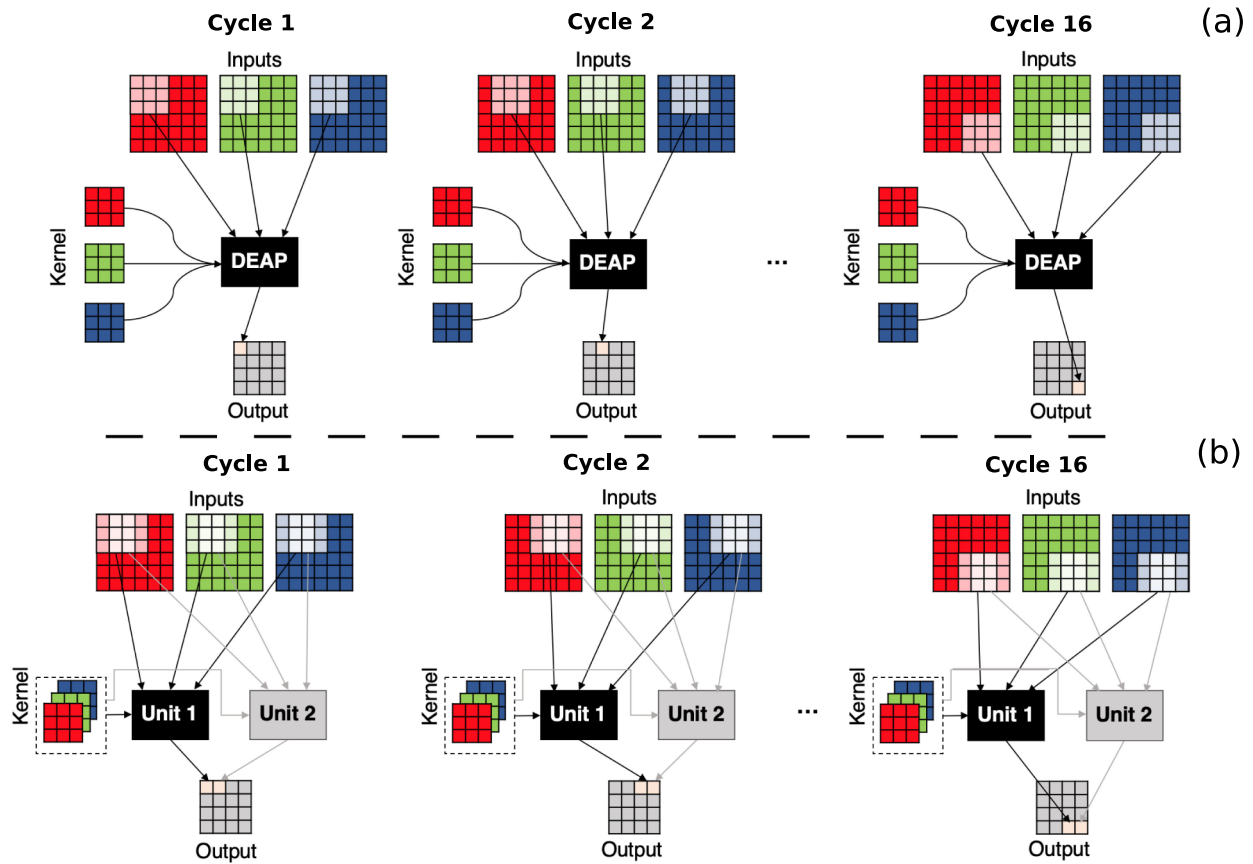 Cycle 1
Cycle 2
Cycle 16
(a)
Inputs
Inputs
Inputs
Kernel
DEAP
Kernel
DEAP
...
Kernel
DEAP
Output
Output
Output
Cycle 1
Cycle 2
Cycle 16
(b)
Inputs
Inputs
Inputs
Kernel
Unit 1
Unit 2
Kernel
Unit 1
Unit 2
...
Kernel
Unit 1
Unit 2
Output
Output
Output